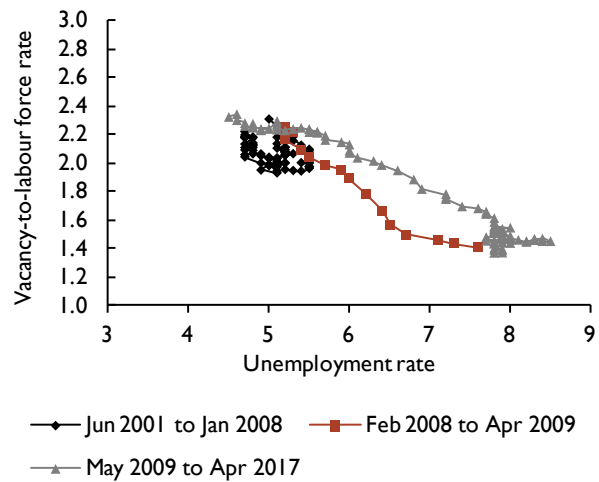 Vacancy-to-labour force rate
3.0
2.8
2.6
2.4
2.2
2.0
1.8
1.6
1.4
1.2
1.0
3 4 5 6 7 8 9
Unemployment rate
Jun 2001 to Jan 2008 Feb 2008 to Apr 2009
May 2009 to Apr 2017